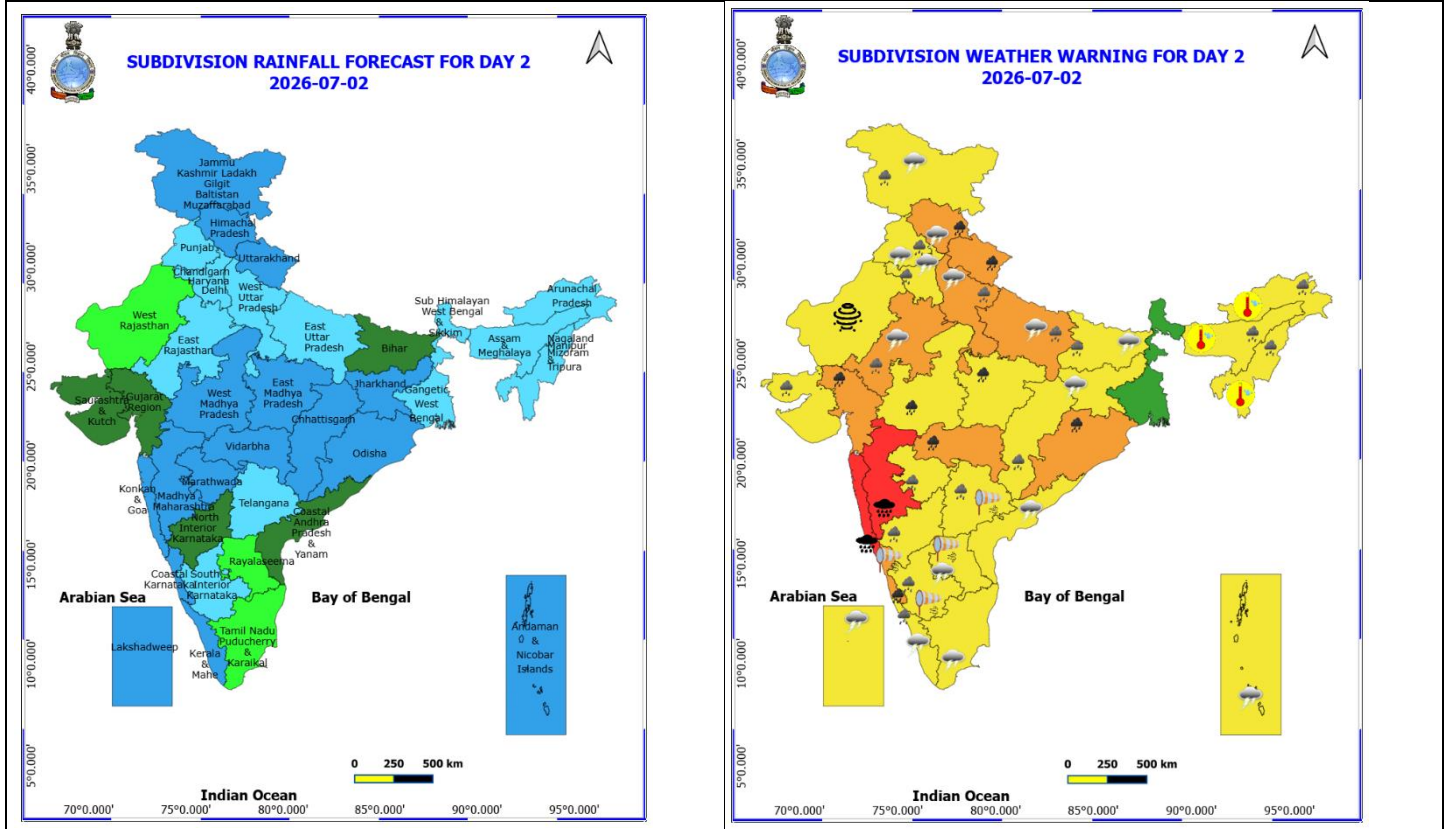 SUBDIVISION RAINFALL FORECAST FOR DAY 2
2026-07-02
40°0.000'
35°0.000'
30°0.000'
25°0.000'
20°0.000'
15°0.000'
10°0.000'
5°0.000'
Jammu
Kashmir Ladakh
Gilgit
Baltistan
Muzaffarabad
Himachal
Pradesh
Punjab
Uttarakhand
Chandigarh
Haryana
Delhi
West
Uttar
Pradesh
West
Rajasthan
East
Rajasthan
East
Uttar
Pradesh
Sub Himalayan
West Bengal
&
Sikkim
Arunachal
Pradesh
Assam
&
Meghalaya
Nagaland
Manipur
Mizoram
&
Tripura
Bihar
Jharkhand
Gangetic
West
Bengal
Saurashtra
&
Kutch
Gujarat
Region
West
Madhya
Pradesh
East
Madhya
Pradesh
Chhattisgarh
Vidarbha
Odisha
Konkan
&
Goa
Madhya
Maharashtra
Marathwada
Telangana
North
Interior
Karnataka
Coastal
Andhra
Pradesh
&
Yanam
Rayalaseema
Coastal
Karnataka
South
Interior
Karnataka
Tamil Nadu
Puducherry
&
Karaikal
Kerala
&
Mahe
Arabian Sea
Bay of Bengal
Lakshadweep
Andaman
&
Nicobar
Islands
0 250 500 km
Indian Ocean
70°0.000' 75°0.000' 80°0.000' 85°0.000' 90°0.000' 95°0.000'
SUBDIVISION WEATHER WARNING FOR DAY 2
2026-07-02
40°0.000'
35°0.000'
30°0.000'
25°0.000'
20°0.000'
15°0.000'
10°0.000'
5°0.000'
Arabian Sea
Bay of Bengal
0 250 500 km
Indian Ocean
70°0.000' 75°0.000' 80°0.000' 85°0.000' 90°0.000' 95°0.000'